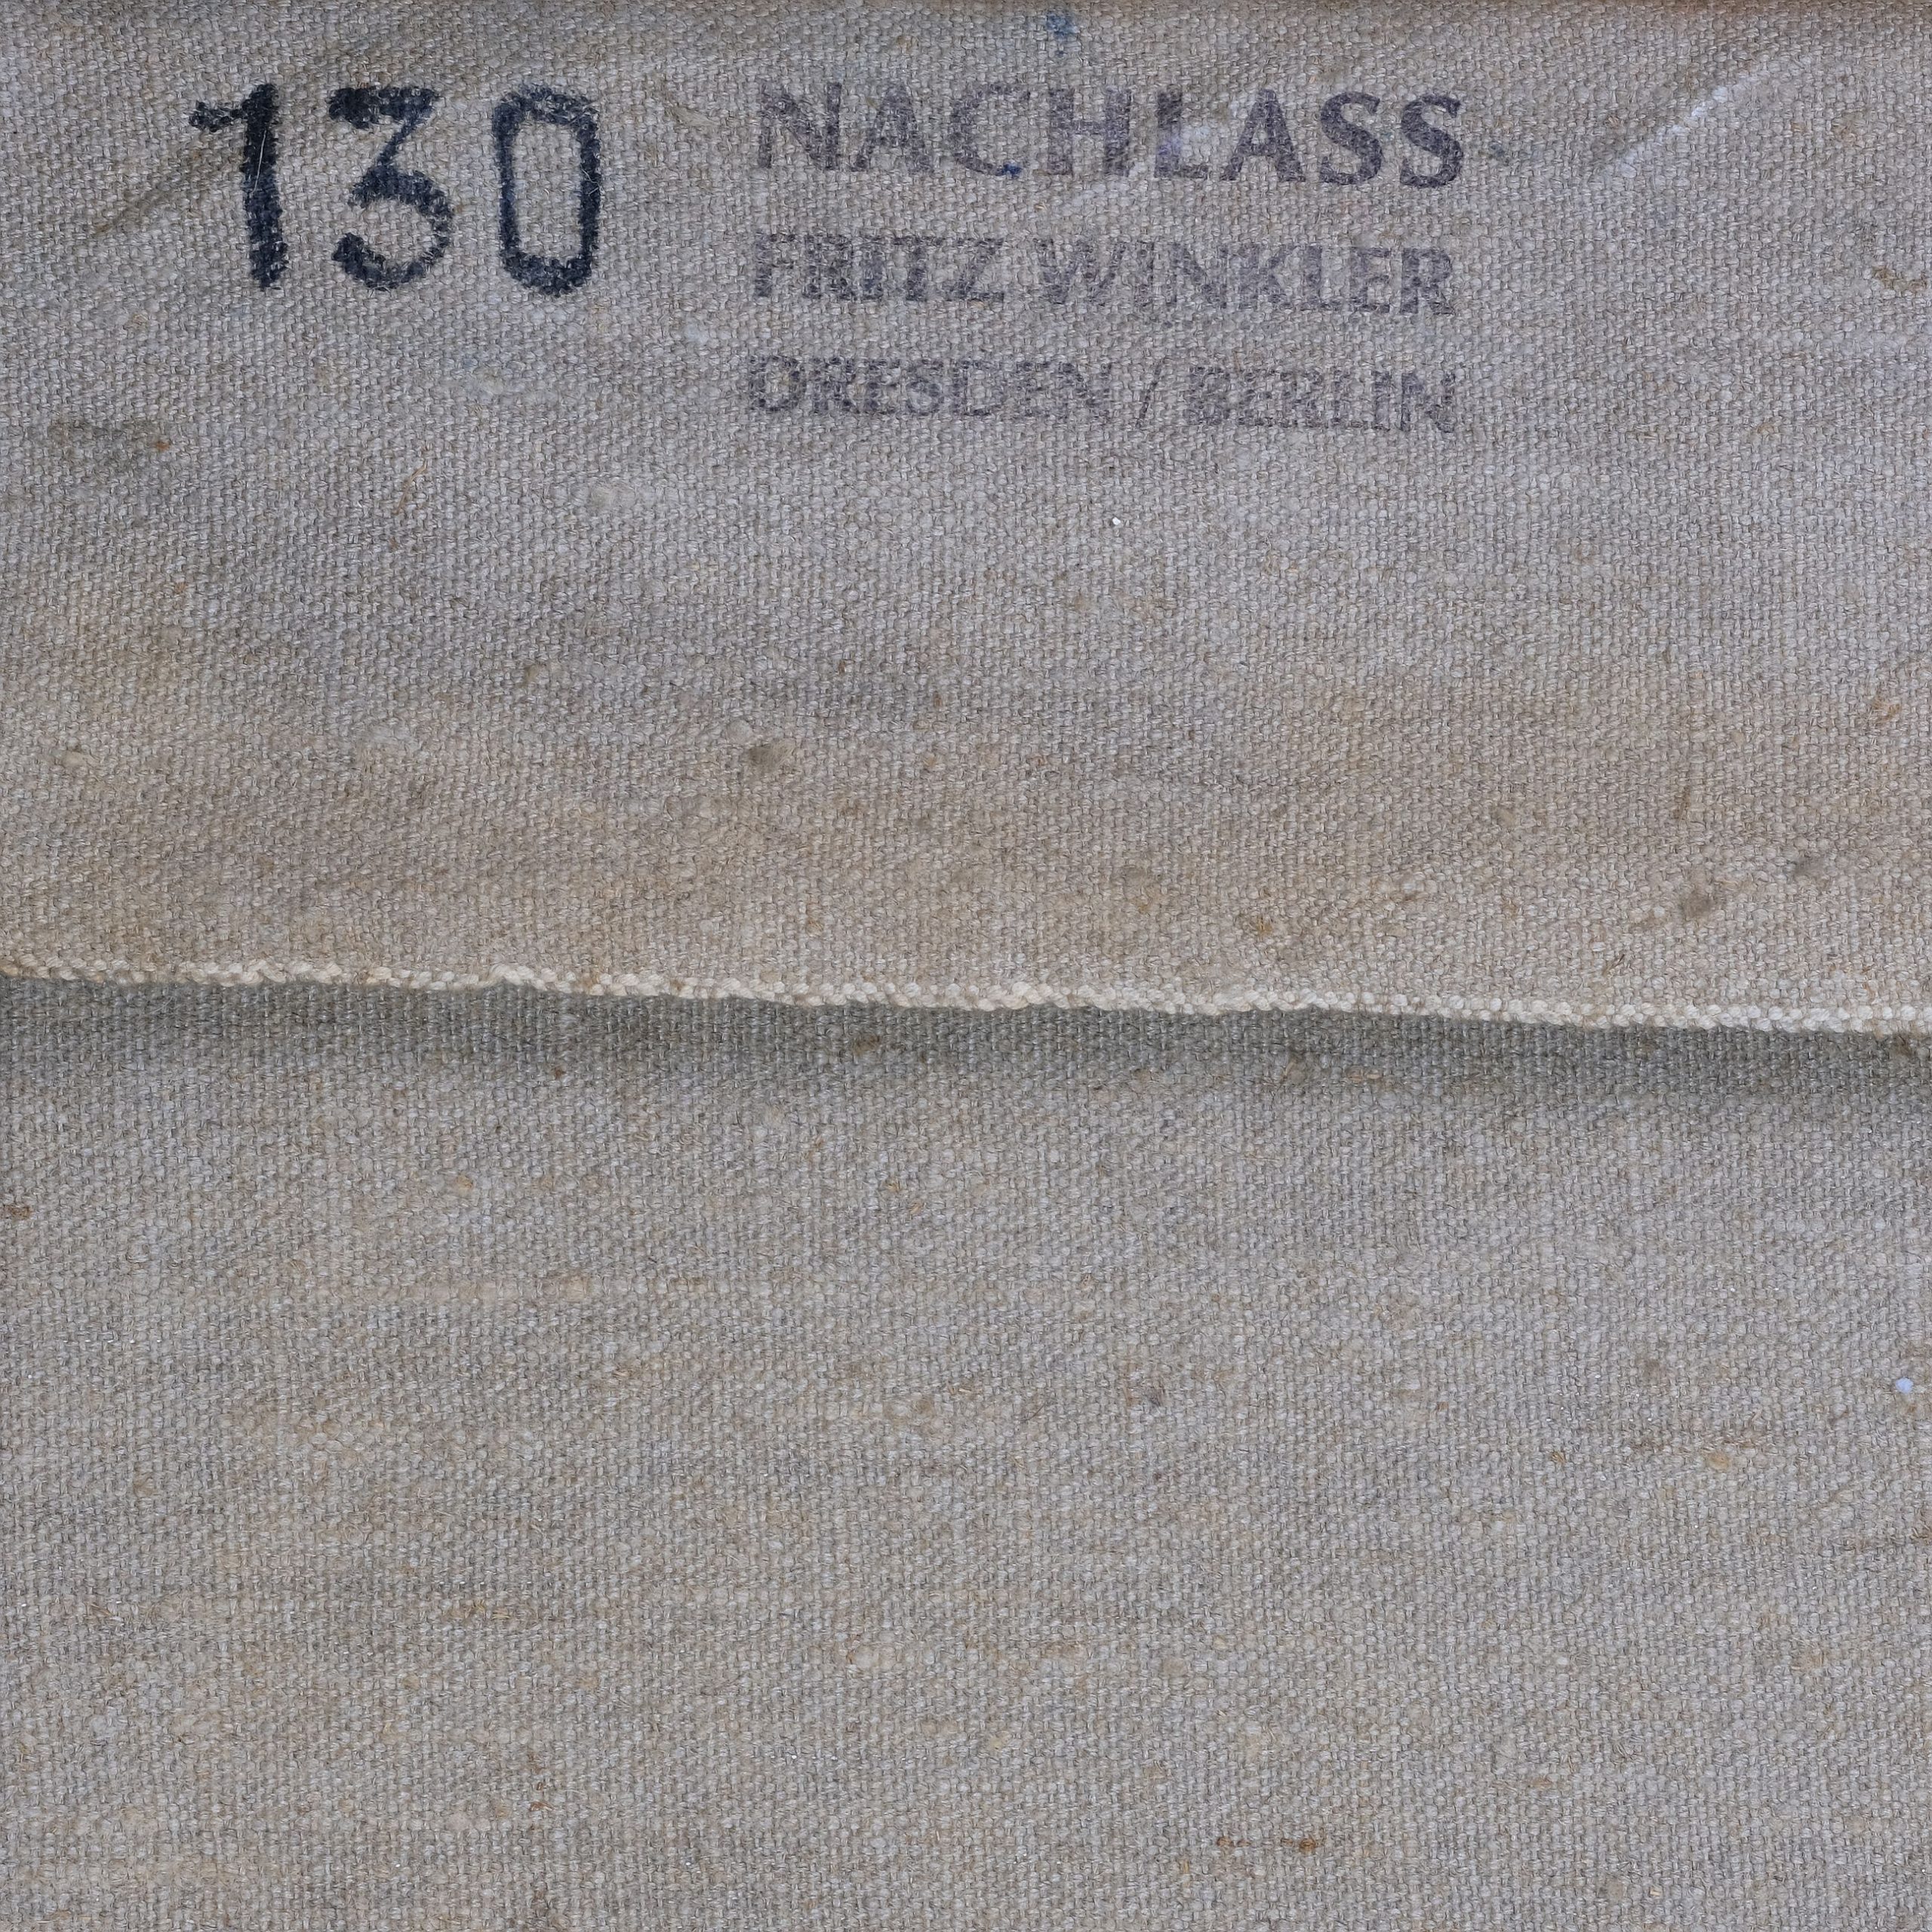 130 NACHLASS
FRITZ WINKLER
DRESDEN / BERLIN